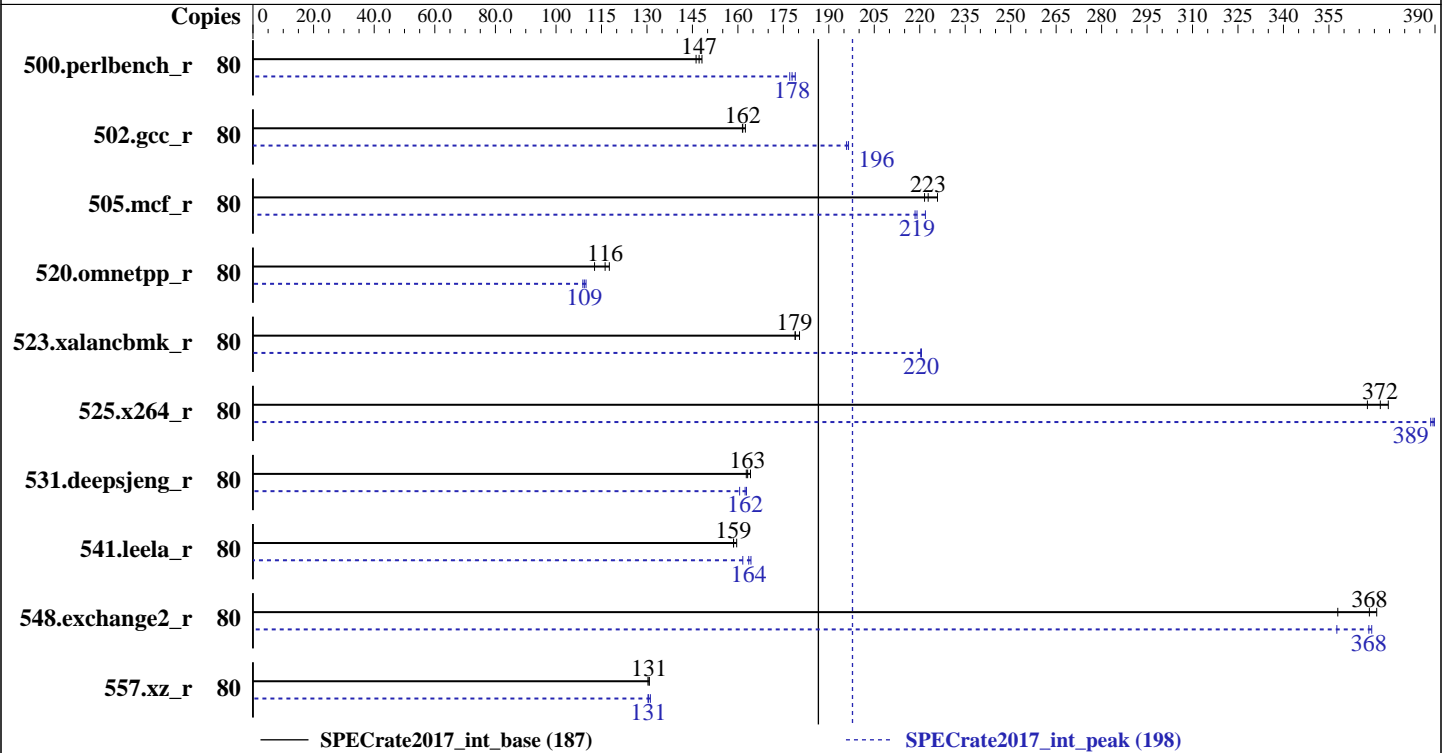 Copies 0 20.0 40.0 60.0 80.0 100 115 130 145 160 175 190 205 220 235 250 265 280 295 310 325 340 355 390
147
500.perlbench_r 80
178
162
502.gcc_r 80
196
223
505.mcf_r 80
219
116
520.omnetpp_r 80
109
179
523.xalancbmk_r 80
220
372
525.x264_r 80
389
163
531.deepsjeng_r 80
162
159
541.leela_r 80
164
368
548.exchange2_r 80
368
131
557.xz_r 80
131
SPECrate2017_int_base (187) SPECrate2017_int_peak (198)